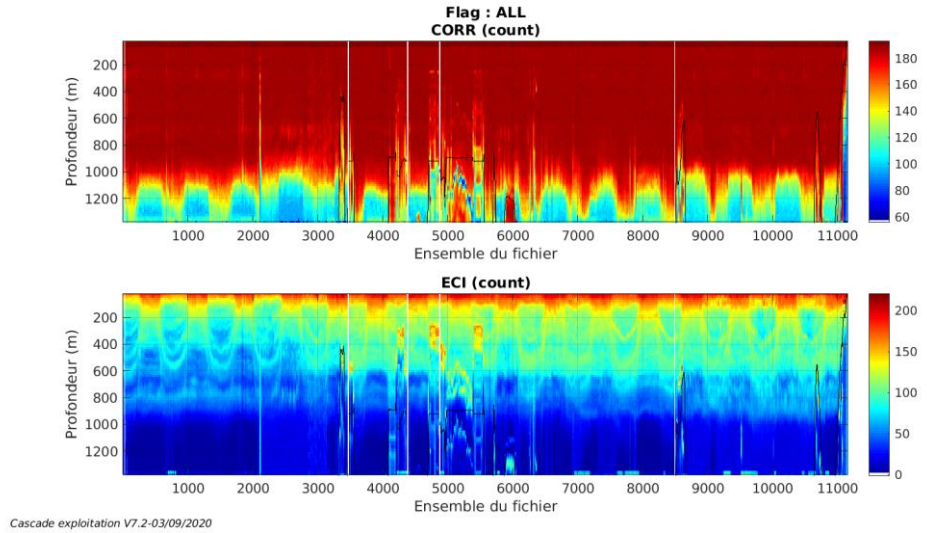 Flag : ALL
CORR (count)
Profondeur (m)
200
400
600
800
1000
1200
1000 2000 3000 4000 5000 6000 7000 8000 9000 10000 11000
Ensemble du fichier
180
160
140
120
100
80
60
ECI (count)
Profondeur (m)
200
400
600
800
1000
1200
1000 2000 3000 4000 5000 6000 7000 8000 9000 10000 11000
Ensemble du fichier
200
150
100
50
0
Cascade exploitation V7.2-03/09/2020